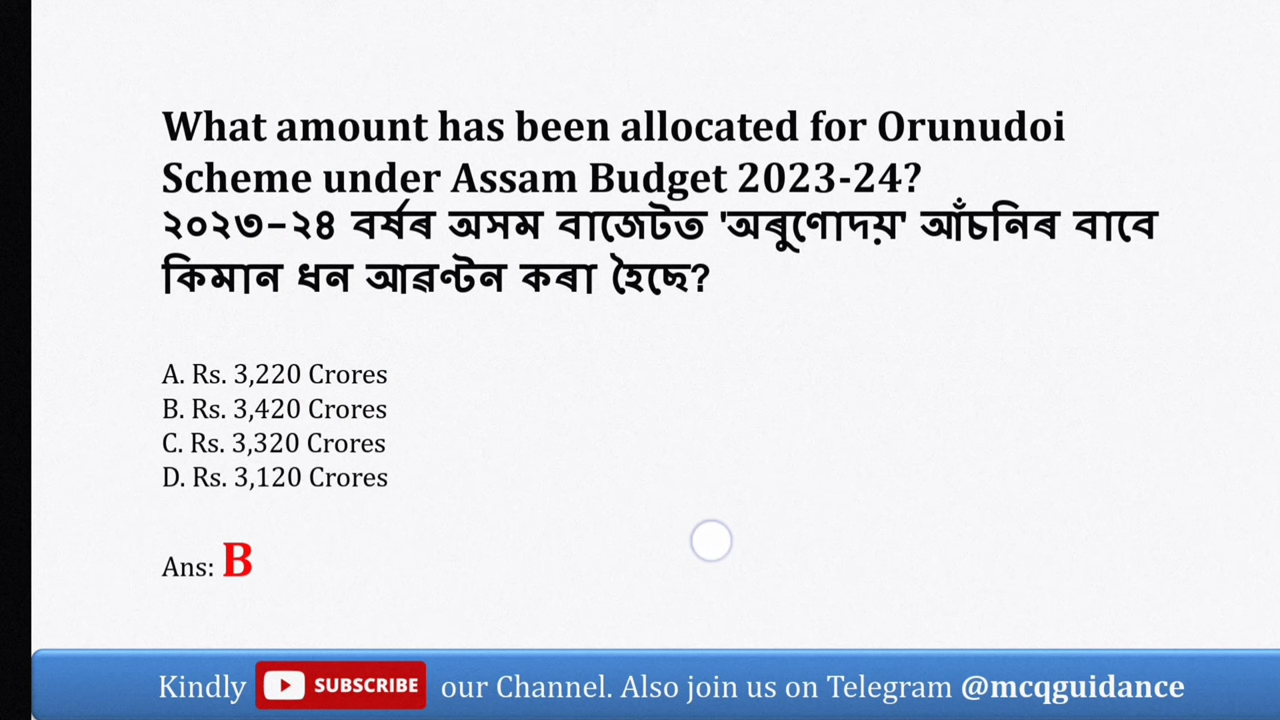 What amount has been allocated for Orunudoi
Scheme under Assam Budget 2023-24?
২০২৩–২৪ বৰ্ষৰ অসম বাজেটত 'অৰুণোদয়' আঁচনিৰ বাবে
কিমান ধন আৱণ্টন কৰা হৈছে?
A. Rs. 3,220 Crores
B. Rs. 3,420 Crores
C. Rs. 3,320 Crores
D. Rs. 3,120 Crores
Ans: B
Kindly SUBSCRIBE our Channel. Also join us on Telegram @mcqguidance